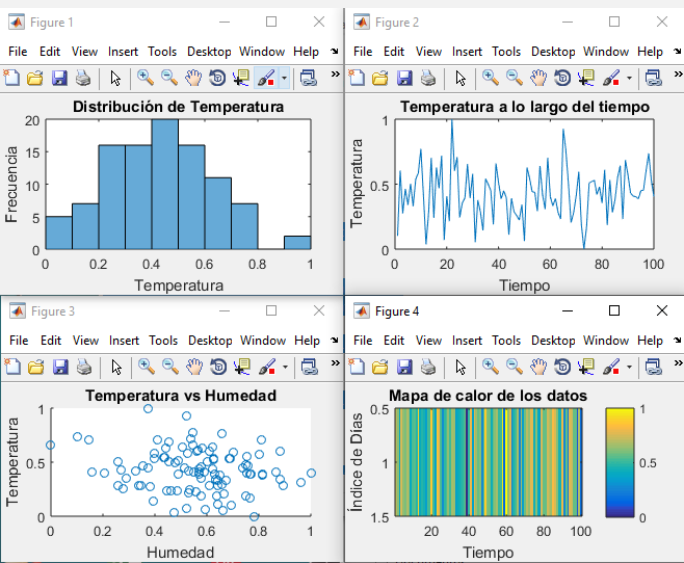 Figure 1
File Edit View Insert Tools Desktop Window Help
Distribución de Temperatura
Frecuencia
20
15
10
5
0
0 0.2 0.4 0.6 0.8 1
Temperatura
Figure 2
File Edit View Insert Tools Desktop Window Help
Temperatura a lo largo del tiempo
Temperatura
1
0.5
0
0 20 40 60 80 100
Tiempo
Figure 3
File Edit View Insert Tools Desktop Window Help
Temperatura vs Humedad
Temperatura
1
0.5
0
0 0.2 0.4 0.6 0.8 1
Humedad
Figure 4
File Edit View Insert Tools Desktop Window Help
Mapa de calor de los datos
Índice de Dias
0.5
1
1.5
20 40 60 80 100
Tiempo
1
0.5
0